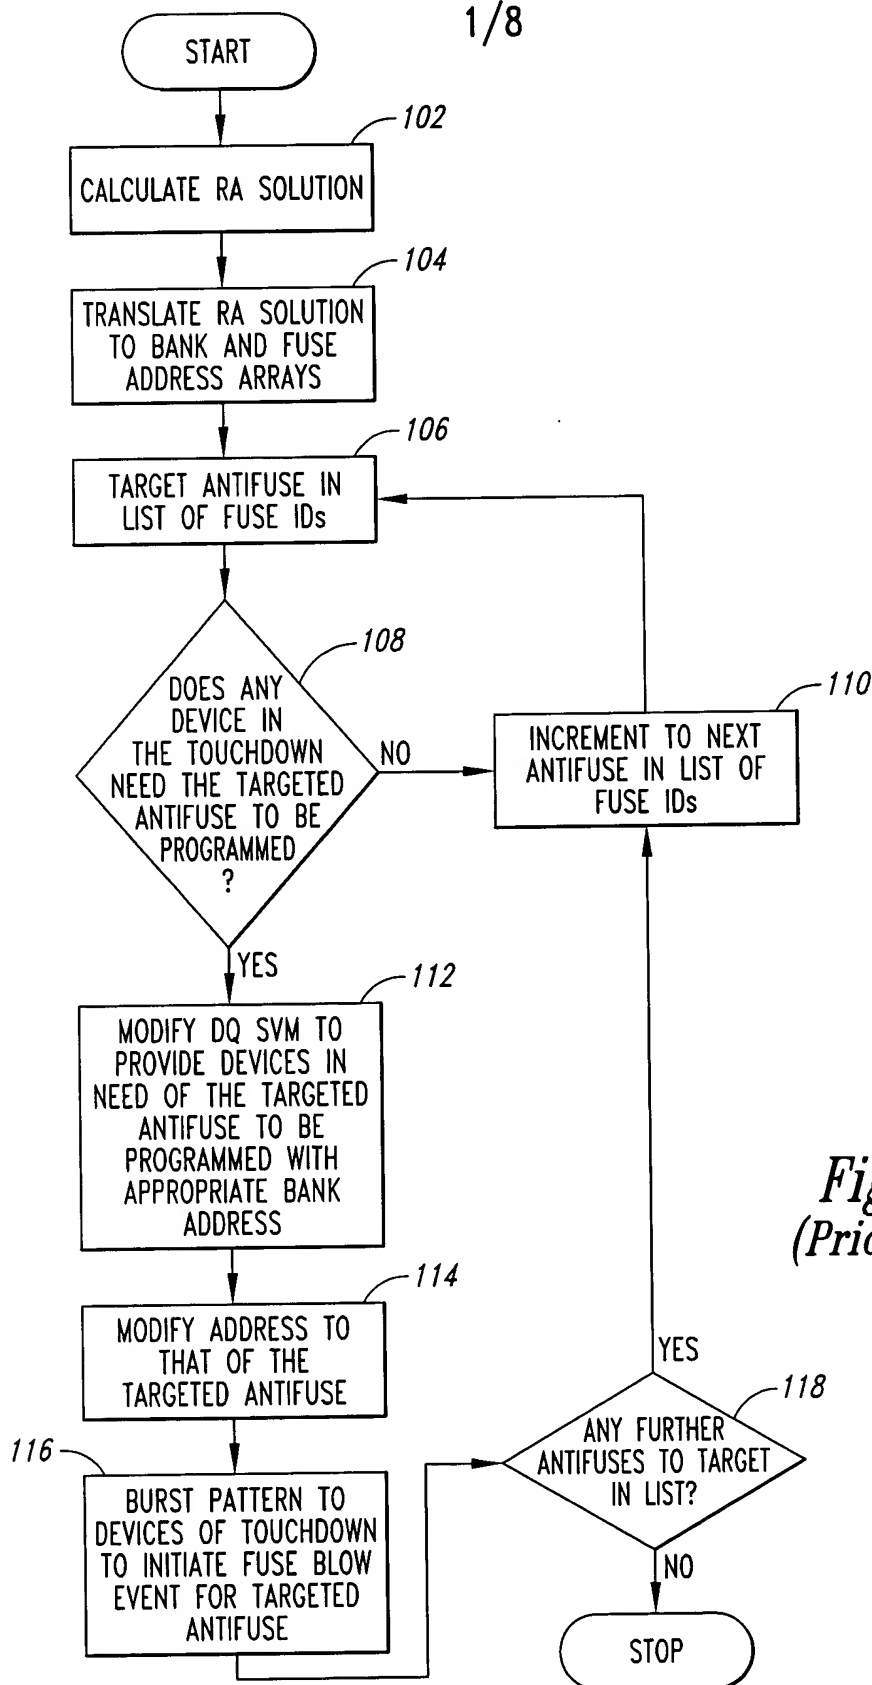 1/8
START
102
CALCULATE RA SOLUTION
104
TRANSLATE RA SOLUTION
TO BANK AND FUSE
ADDRESS ARRAYS
106
TARGET ANTIFUSE IN
LIST OF FUSE IDs
108
DOES ANY
DEVICE IN
THE TOUCHDOWN
NEED THE TARGETED
ANTIFUSE TO BE
PROGRAMMED
?
NO
110
INCREMENT TO NEXT
ANTIFUSE IN LIST OF
FUSE IDs
YES
112
MODIFY DQ SVM TO
PROVIDE DEVICES IN
NEED OF THE TARGETED
ANTIFUSE TO BE
PROGRAMMED WITH
APPROPRIATE BANK
ADDRESS
114
MODIFY ADDRESS TO
THAT OF THE
TARGETED ANTIFUSE
116
BURST PATTERN TO
DEVICES OF TOUCHDOWN
TO INITIATE FUSE BLOW
EVENT FOR TARGETED
ANTIFUSE
YES
118
ANY FURTHER
ANTIFUSES TO TARGET
IN LIST?
NO
STOP